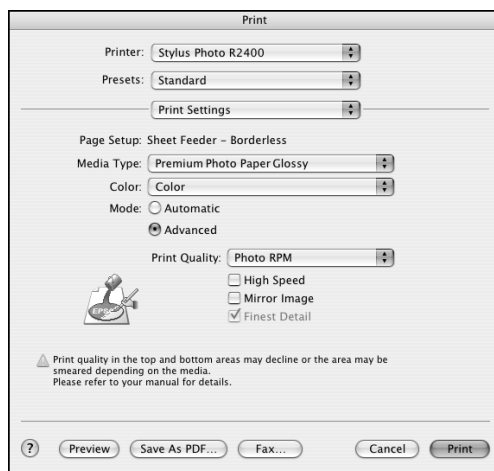 Print
Printer: Stylus Photo R2400
Presets: Standard
Print Settings
Page Setup: Sheet Feeder – Borderless
Media Type: Premium Photo Paper Glossy
Color: Color
Mode: Automatic
Advanced
Print Quality: Photo RPM
High Speed
Mirror Image
Finest Detail
EPSON
Print quality in the top and bottom areas may decline or the area may be
smeared depending on the media.
Please refer to your manual for details.
? Preview Save As PDF... Fax... Cancel Print